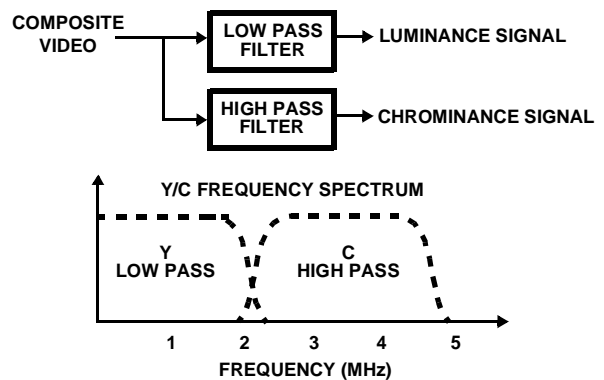 COMPOSITE
VIDEO
LOW PASS
FILTER
LUMINANCE SIGNAL
HIGH PASS
FILTER
CHROMINANCE SIGNAL
Y/C FREQUENCY SPECTRUM
Y
LOW PASS
C
HIGH PASS
1 2 3 4 5
FREQUENCY (MHz)